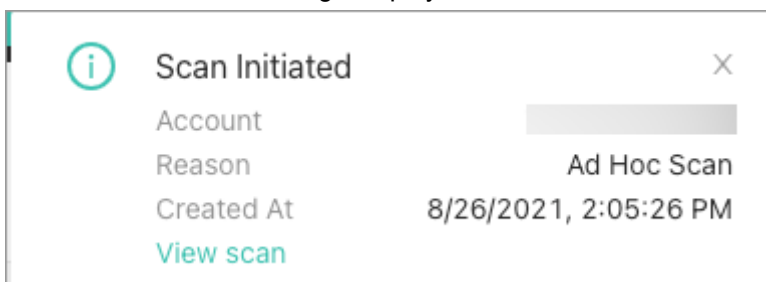 Scan Initiated
Account
Reason Ad Hoc Scan
Created At 8/26/2021, 2:05:26 PM
View scan